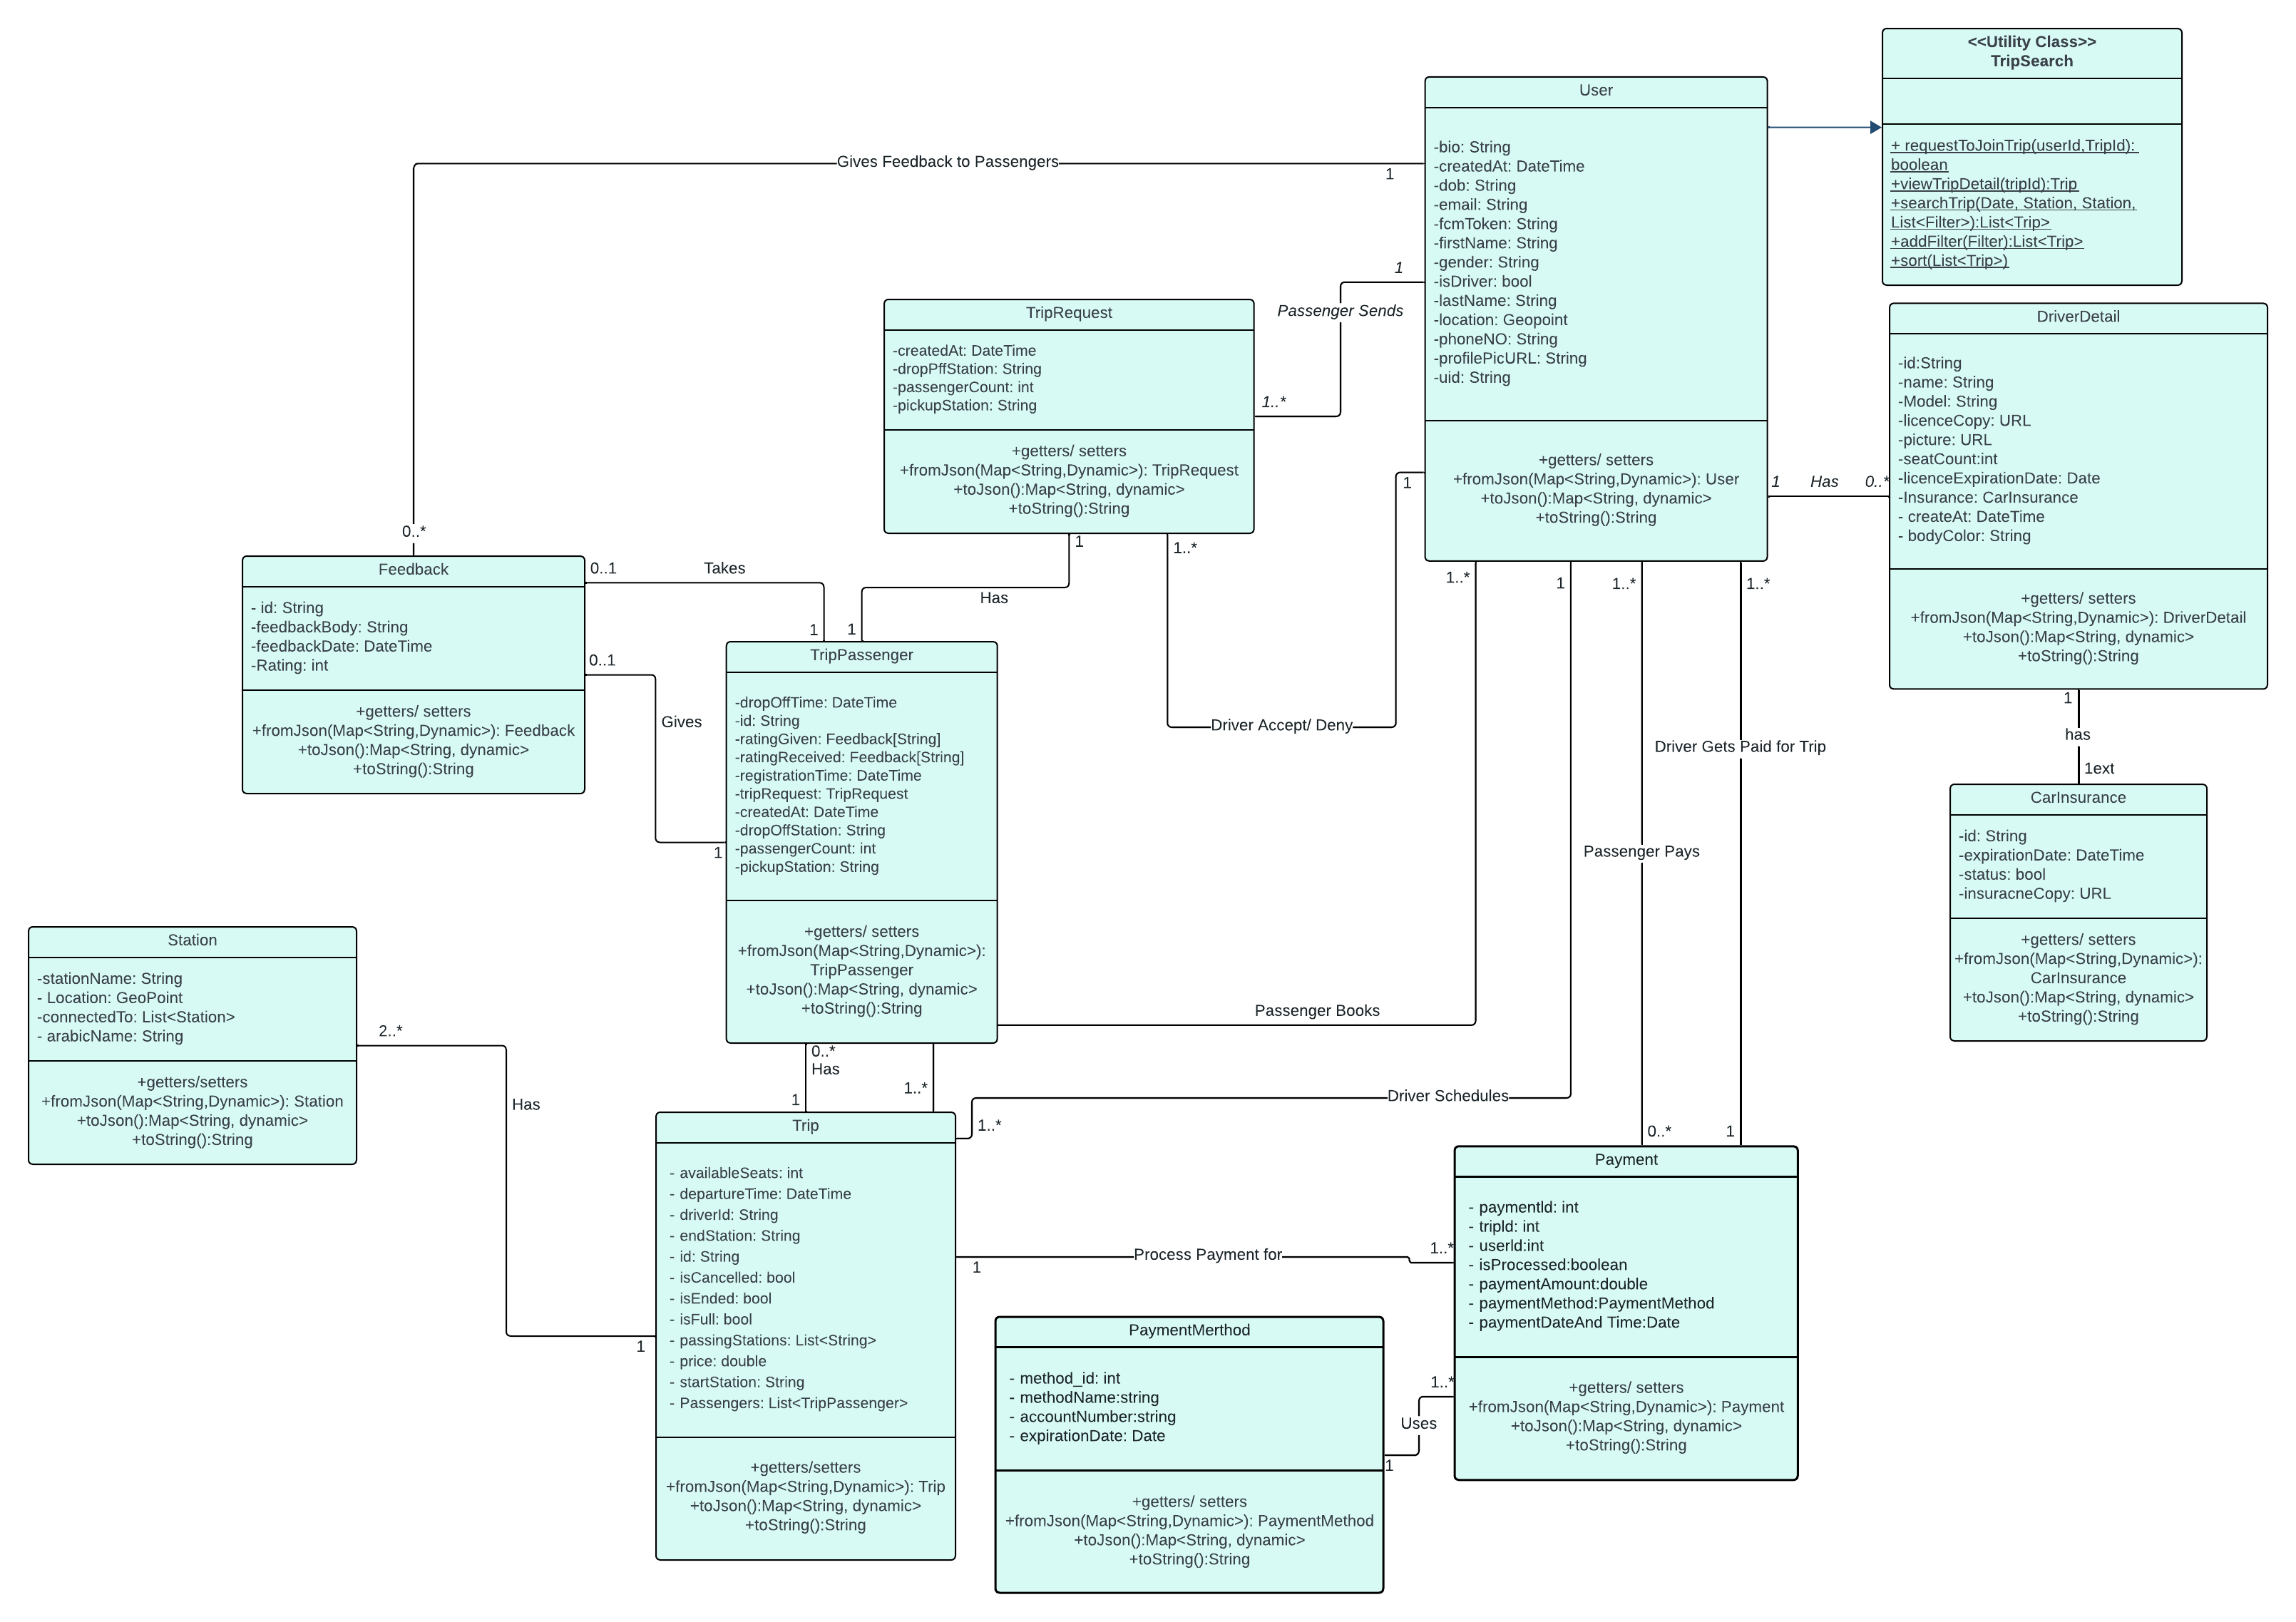 <<Utility Class>>
TripSearch
+ requestToJoinTrip(userId,TripId):
boolean
+viewTripDetail(tripId):Trip
+searchTrip(Date, Station, Station,
List<Filter>):List<Trip>
+addFilter(Filter):List<Trip>
+sort(List<Trip>)
User
-bio: String
-createdAt: DateTime
-dob: String
-email: String
-fcmToken: String
-firstName: String
-gender: String
-isDriver: bool
-lastName: String
-location: Geopoint
-phoneNO: String
-profilePicURL: String
-uid: String
+getters/ setters
+fromJson(Map<String,Dynamic>): User
+toJson():Map<String, dynamic>
+toString():String
Gives Feedback to Passengers
1
0..*
1
Passenger Sends
1..*
TripRequest
-createdAt: DateTime
-dropPffStation: String
-passengerCount: int
-pickupStation: String
+getters/ setters
+fromJson(Map<String,Dynamic>): TripRequest
+toJson():Map<String, dynamic>
+toString():String
DriverDetail
-id:String
-name: String
-Model: String
-licenceCopy: URL
-picture: URL
-seatCount:int
-licenceExpirationDate: Date
-Insurance: CarInsurance
- createAt: DateTime
- bodyColor: String
+getters/ setters
+fromJson(Map<String,Dynamic>): DriverDetail
+toJson():Map<String, dynamic>
+toString():String
1 Has 0..*
1
1..*
Driver Accept/ Deny
1
Has
1
Feedback
- id: String
-feedbackBody: String
-feedbackDate: DateTime
-Rating: int
+getters/ setters
+fromJson(Map<String,Dynamic>): Feedback
+toJson():Map<String, dynamic>
+toString():String
0..1
Takes
1
0..1
Gives
1
TripPassenger
-dropOffTime: DateTime
-id: String
-ratingGiven: Feedback[String]
-ratingReceived: Feedback[String]
-registrationTime: DateTime
-tripRequest: TripRequest
-createdAt: DateTime
-dropOffStation: String
-passengerCount: int
-pickupStation: String
+getters/ setters
+fromJson(Map<String,Dynamic>):
TripPassenger
+toJson():Map<String, dynamic>
+toString():String
1..*
1
1..*
1..*
Driver Gets Paid for Trip
Passenger Pays
Passenger Books
Driver Schedules
1..*
0..*
1
1
has
1ext
CarInsurance
-id: String
-expirationDate: DateTime
-status: bool
-insuracneCopy: URL
+getters/ setters
+fromJson(Map<String,Dynamic>):
CarInsurance
+toJson():Map<String, dynamic>
+toString():String
Station
-stationName: String
- Location: GeoPoint
-connectedTo: List<Station>
- arabicName: String
+getters/setters
+fromJson(Map<String,Dynamic>): Station
+toJson():Map<String, dynamic>
+toString():String
2..*
Has
1
0..*
Has
1
1..*
Trip
- availableSeats: int
- departureTime: DateTime
- driverId: String
- endStation: String
- id: String
- isCancelled: bool
- isEnded: bool
- isFull: bool
- passingStations: List<String>
- price: double
- startStation: String
- Passengers: List<TripPassenger>
+getters/setters
+fromJson(Map<String,Dynamic>): Trip
+toJson():Map<String, dynamic>
+toString():String
1
Process Payment for
1..*
Payment
- paymentId: int
- tripId: int
- userId:int
- isProcessed:boolean
- paymentAmount:double
- paymentMethod:PaymentMethod
- paymentDateAnd Time:Date
+getters/ setters
+fromJson(Map<String,Dynamic>): Payment
+toJson():Map<String, dynamic>
+toString():String
1..*
Uses
1
PaymentMerthod
- method_id: int
- methodName:string
- accountNumber:string
- expirationDate: Date
+getters/ setters
+fromJson(Map<String,Dynamic>): PaymentMethod
+toJson():Map<String, dynamic>
+toString():String